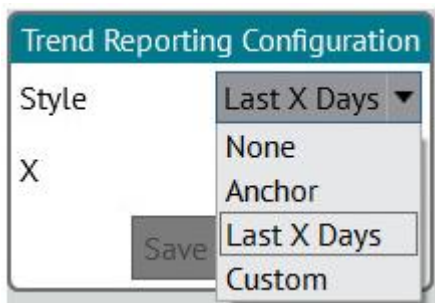 Trend Reporting Configuration
Style Last X Days
None
X
Anchor
Last X Days
Save
Custom